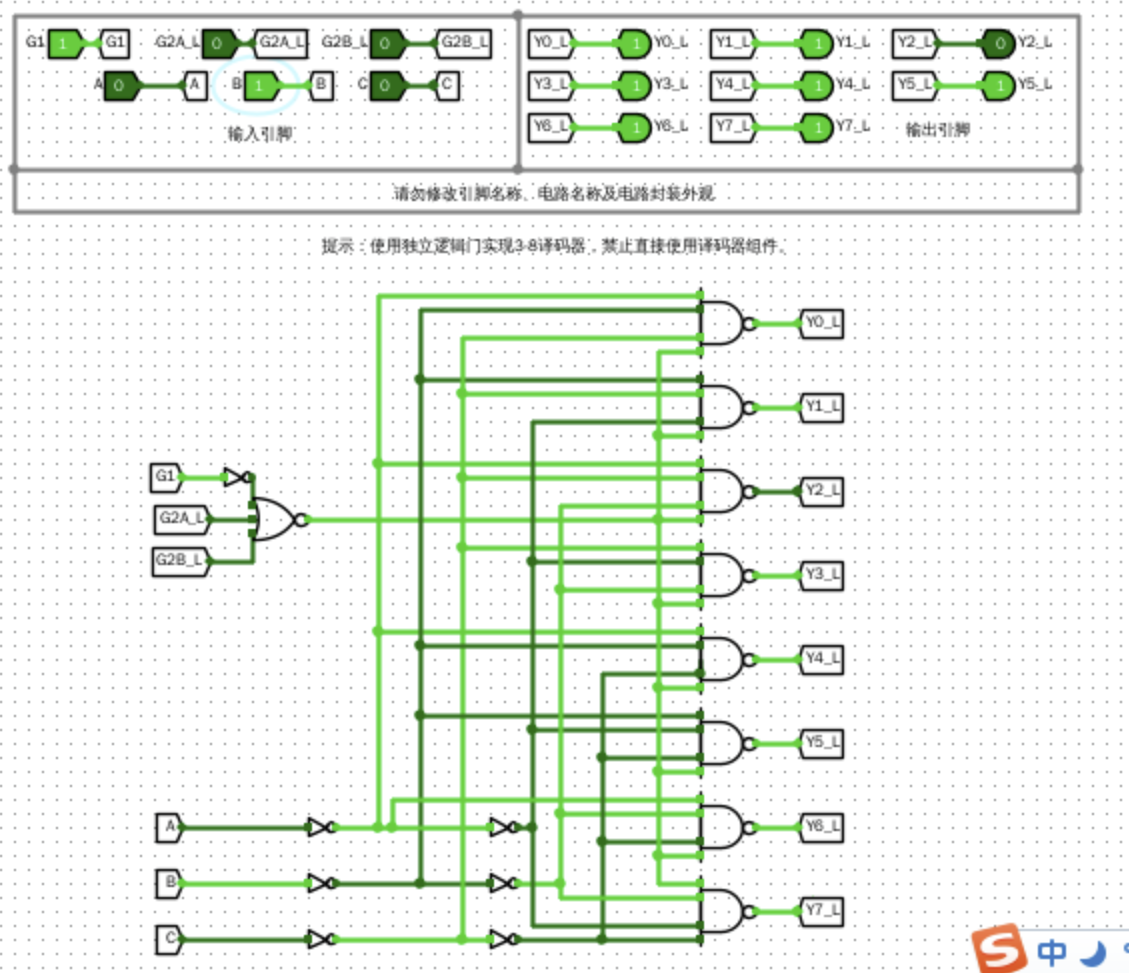 G1 1 G1 G2A_L 0 G2A_L G2B_L 0 G2B_L Y0_L 1 Y0_L Y1_L 1 Y1_L Y2_L 0 Y2_L
A 0 A B 1 B C 0 C Y3_L 1 Y3_L Y4_L 1 Y4_L Y5_L 1 Y5_L
输入引脚 Y6_L 1 Y6_L Y7_L 1 Y7_L 输出引脚
请勿修改引脚名称、电路名称及电路封装外观
提示：使用独立逻辑门实现3-8译码器，禁止直接使用译码器组件。
Y0_L
Y1_L
G1
Y2_L
G2A_L
G2B_L
Y3_L
Y4_L
Y5_L
A
Y6_L
B
Y7_L
C
S 中